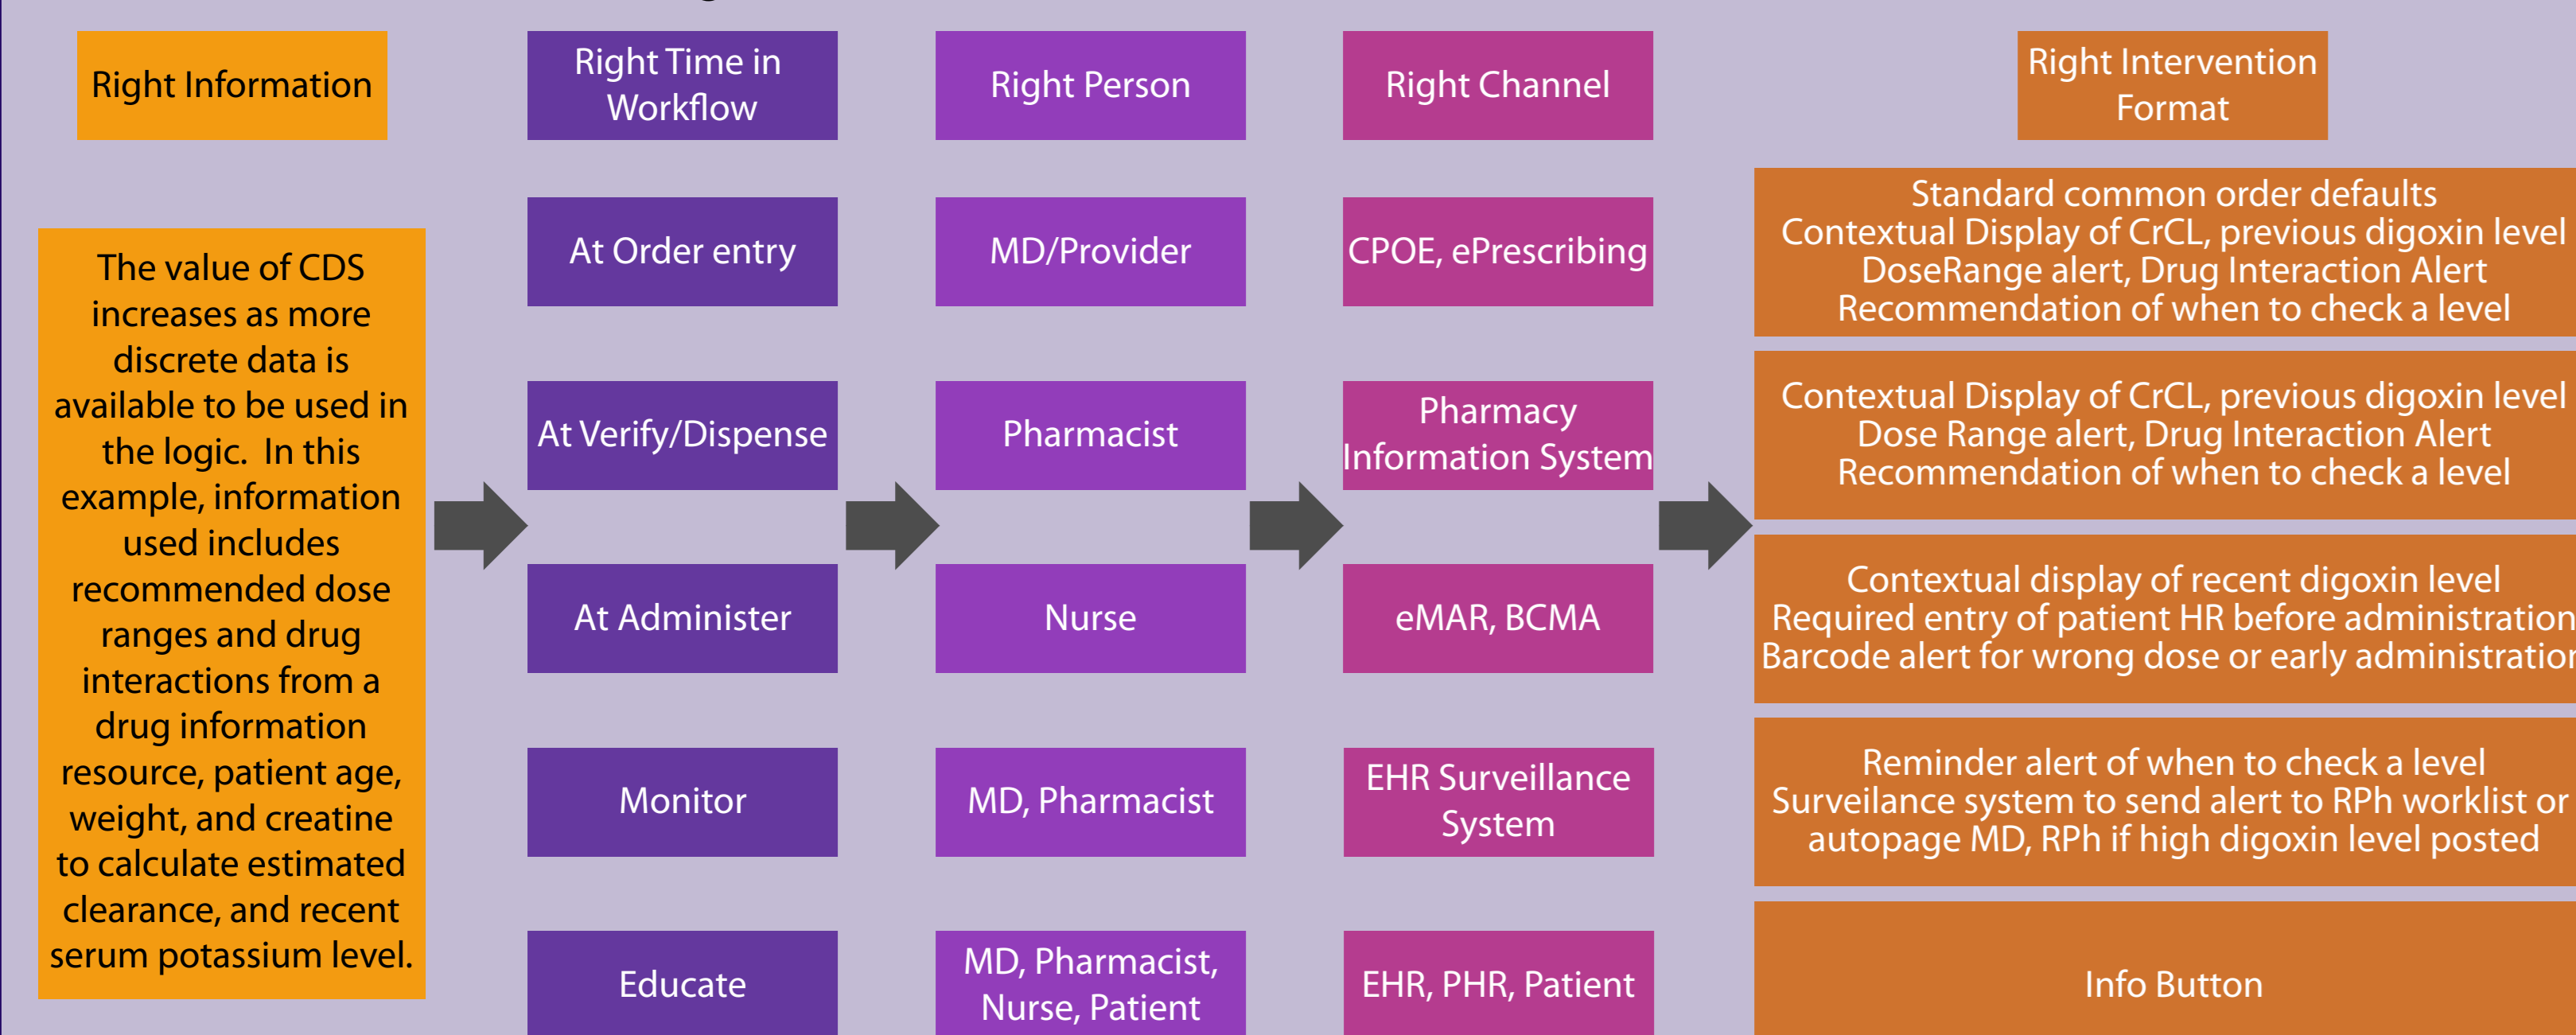 Right Information
Right Time in
Workflow
Right Person
Right Channel
Right Intervention
Format
The value of CDS
increases as more
discrete data is
available to be used in
the logic. In this
example, information
used includes
recommended dose
ranges and drug
interactions from a
drug information
resource, patient age,
weight, and creatine
to calculate estimated
clearance, and recent
serum potassium level.
At Order entry
MD/Provider
CPOE, ePrescribing
Standard common order defaults
Contextual Display of CrCL, previous digoxin level
DoseRange alert, Drug Interaction Alert
Recommendation of when to check a level
At Verify/Dispense
Pharmacist
Pharmacy
Information System
Contextual Display of CrCL, previous digoxin level
Dose Range alert, Drug Interaction Alert
Recommendation of when to check a level
At Administer
Nurse
eMAR, BCMA
Contextual display of recent digoxin level
Required entry of patient HR before administration
Barcode alert for wrong dose or early administration
Monitor
MD, Pharmacist
EHR Surveillance
System
Reminder alert of when to check a level
Surveilance system to send alert to RPh worklist or
autopage MD, RPh if high digoxin level posted
Educate
MD, Pharmacist,
Nurse, Patient
EHR, PHR, Patient
Info Button